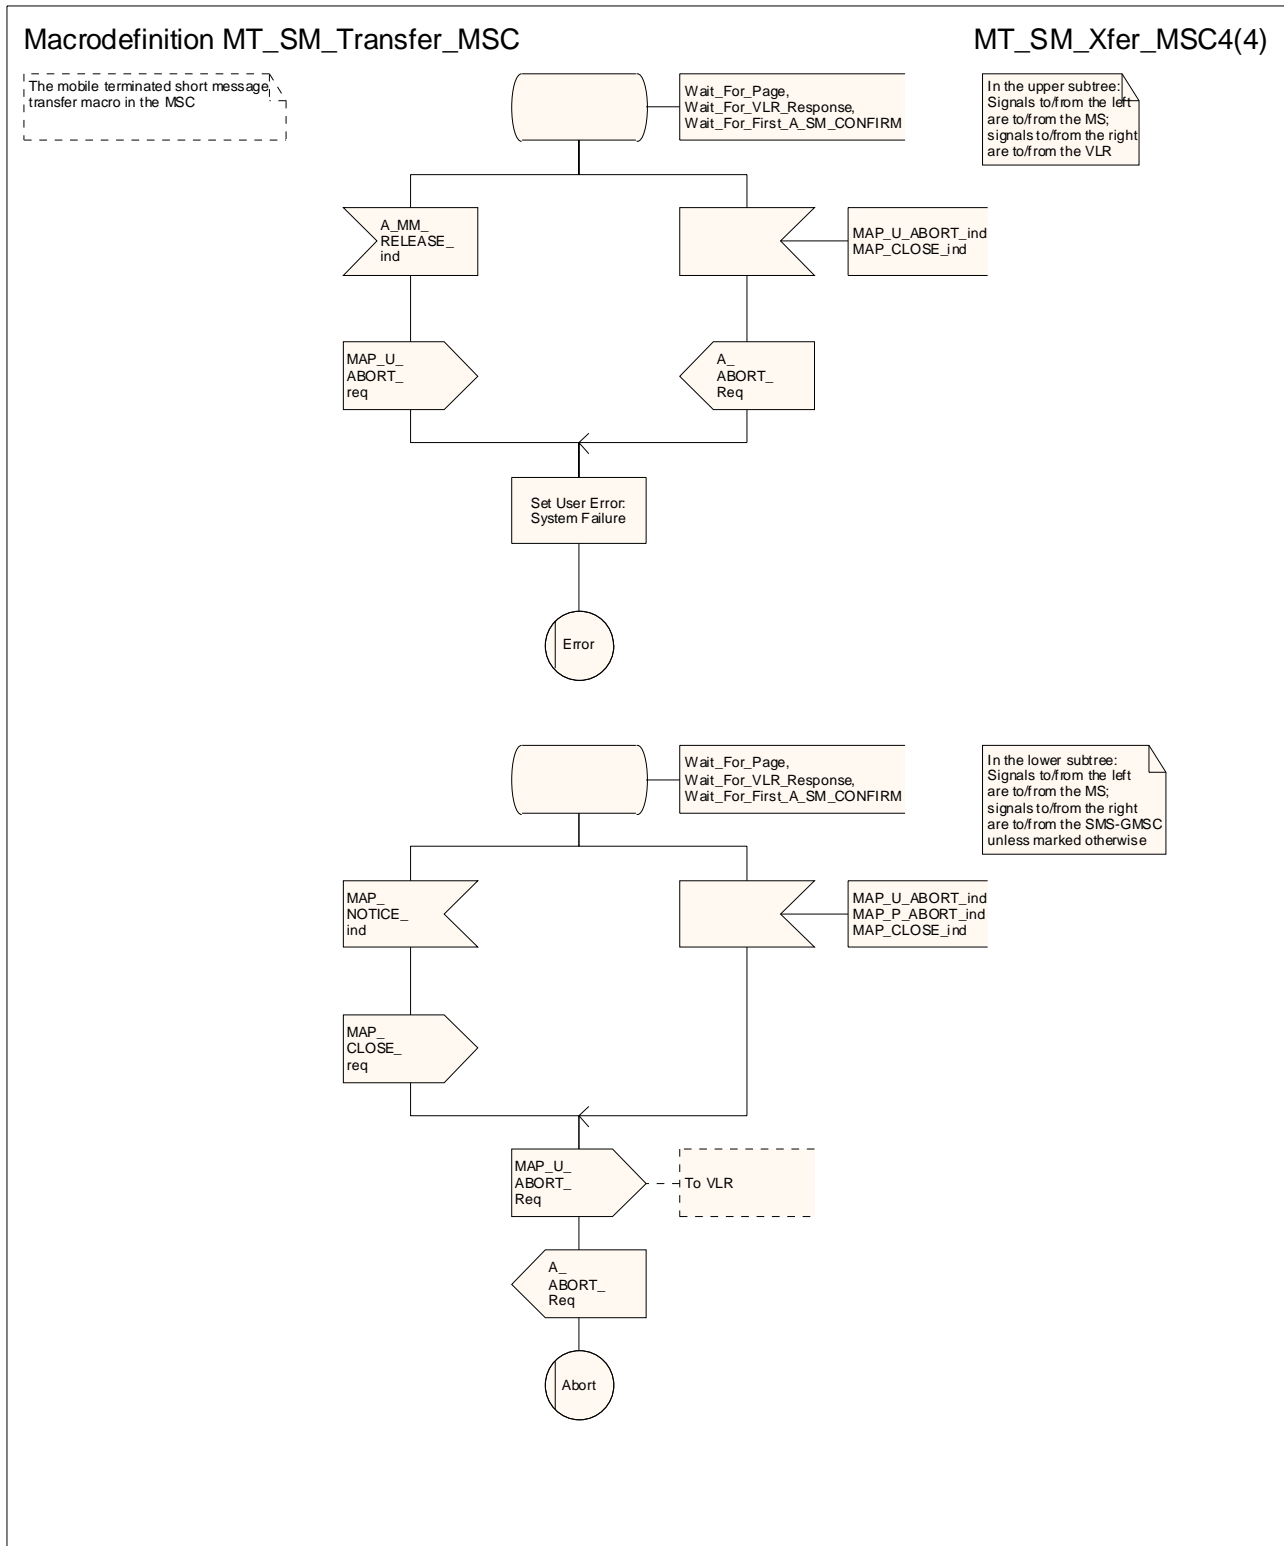 Macrodefinition MT_SM_Transfer_MSC
MT_SM_Xfer_MSC4(4)
The mobile terminated short message
transfer macro in the MSC
Wait_For_Page,
Wait_For_VLR_Response,
Wait_For_First_A_SM_CONFIRM
In the upper subtree:
Signals to/from the left
are to/from the MS;
signals to/from the right
are to/from the VLR
A_MM_
RELEASE_
ind
MAP_U_ABORT_ind
MAP_CLOSE_ind
MAP_U_
ABORT_
req
A_
ABORT_
Req
Set User Error:
System Failure
Error
Wait_For_Page,
Wait_For_VLR_Response,
Wait_For_First_A_SM_CONFIRM
In the lower subtree:
Signals to/from the left
are to/from the MS;
signals to/from the right
are to/from the SMS-GMSC
unless marked otherwise
MAP_
NOTICE_
ind
MAP_U_ABORT_ind
MAP_P_ABORT_ind
MAP_CLOSE_ind
MAP_
CLOSE_
req
MAP_U_
ABORT_
Req
To VLR
A_
ABORT_
Req
Abort